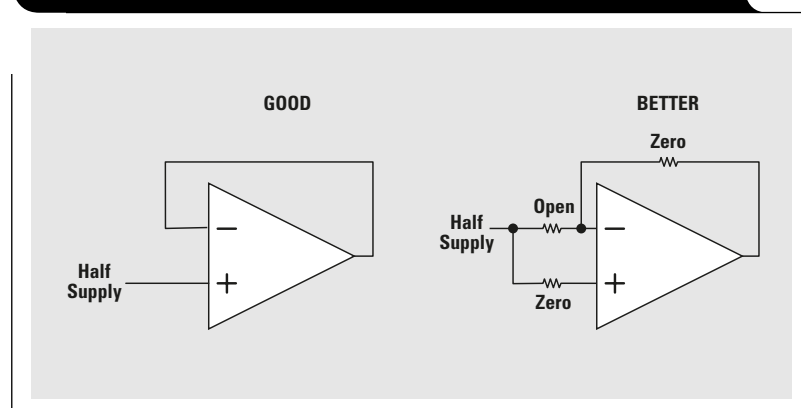 GOOD
Half
Supply
−
+
BETTER
Zero
Open
Half
Supply
−
+
Zero